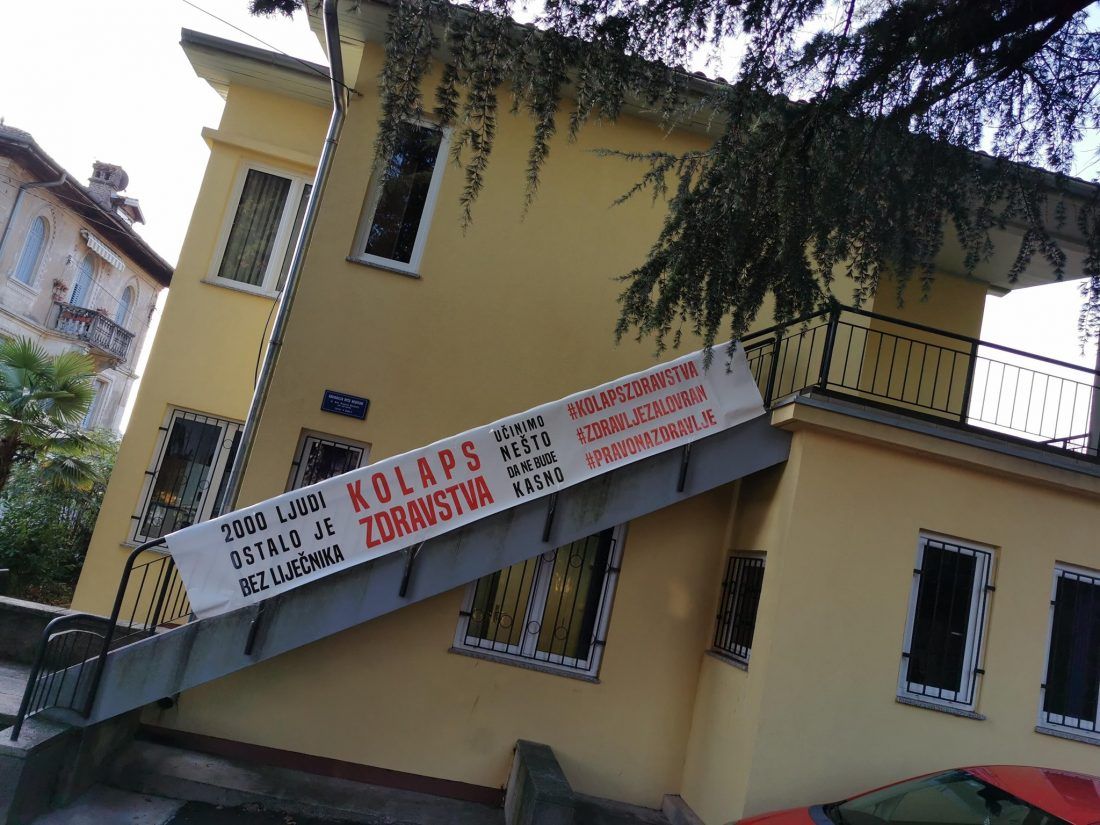 2000 LJUDI
OSTALO JE
BEZ LIJEČNIKA
KOLAPS
ZDRAVSTVA
UČINIMO
NEŠTO
DA NE BUDE
KASNO
#KOLAPSZDRAVSTVA
#ZDRAVLJEZALOVRAN
#PRAVONAZDRAVLJE